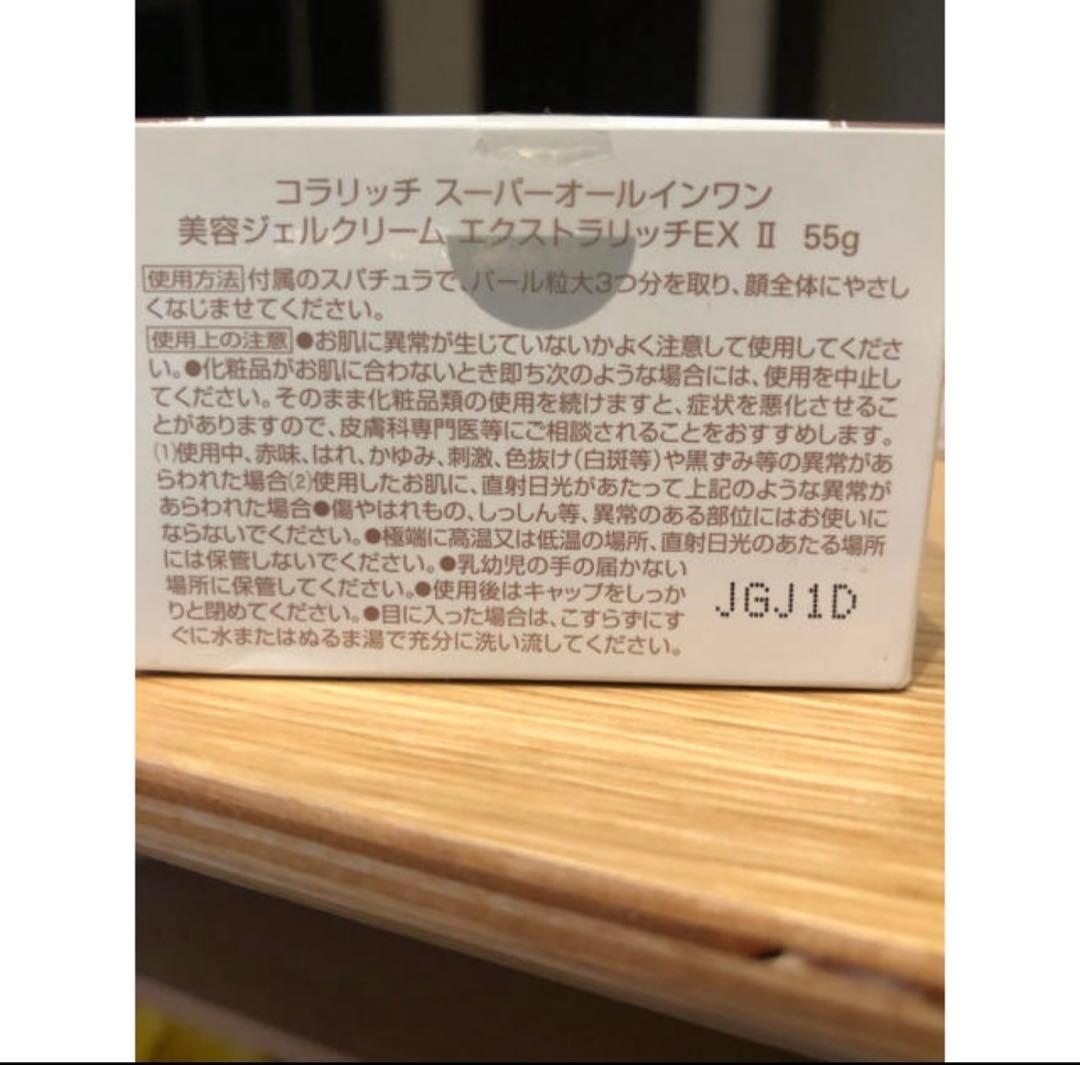 コラリッチ スーパーオールインワン
美容ジェルクリーム エクストラリッチEX Ⅱ 55g
使用方法 付属のスパチュラで、パール粒大3つ分を取り、顔全体にやさし
くなじませてください。
使用上の注意 ●お肌に異常が生じていないかよく注意して使用してくださ
い。●化粧品がお肌に合わないとき即ち次のような場合には、使用を中止し
てください。そのまま化粧品類の使用を続けますと、症状を悪化させるこ
とがありますので、皮膚科専門医等にご相談されることをおすすめします。
⑴使用中、赤味、はれ、かゆみ、刺激、色抜け(白斑等)や黒ずみ等の異常があ
らわれた場合⑵使用したお肌に、直射日光があたって上記のような異常が
あらわれた場合●傷やはれもの、しっしん等、異常のある部位にはお使いに
ならないでください。●極端に高温又は低温の場所、直射日光のあたる場所
には保管しないでください。●乳幼児の手の届かない
場所に保管してください。●使用後はキャップをしっか
りと閉めてください。●目に入った場合は、こすらずにす
ぐに水またはぬるま湯で充分に洗い流してください。
JGJ1D